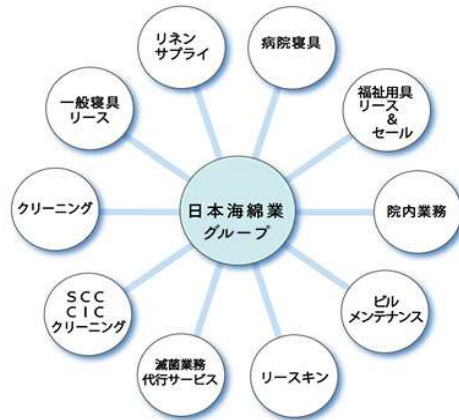 リネン
サプライ
病院寝具
一般寝具
リース
福祉用具
リース
&
セール
クリーニング
日本海綿業
グループ
院内業務
SCC
CIC
クリーニング
ビル
メンテナンス
滅菌業務
代行サービス
リースキン